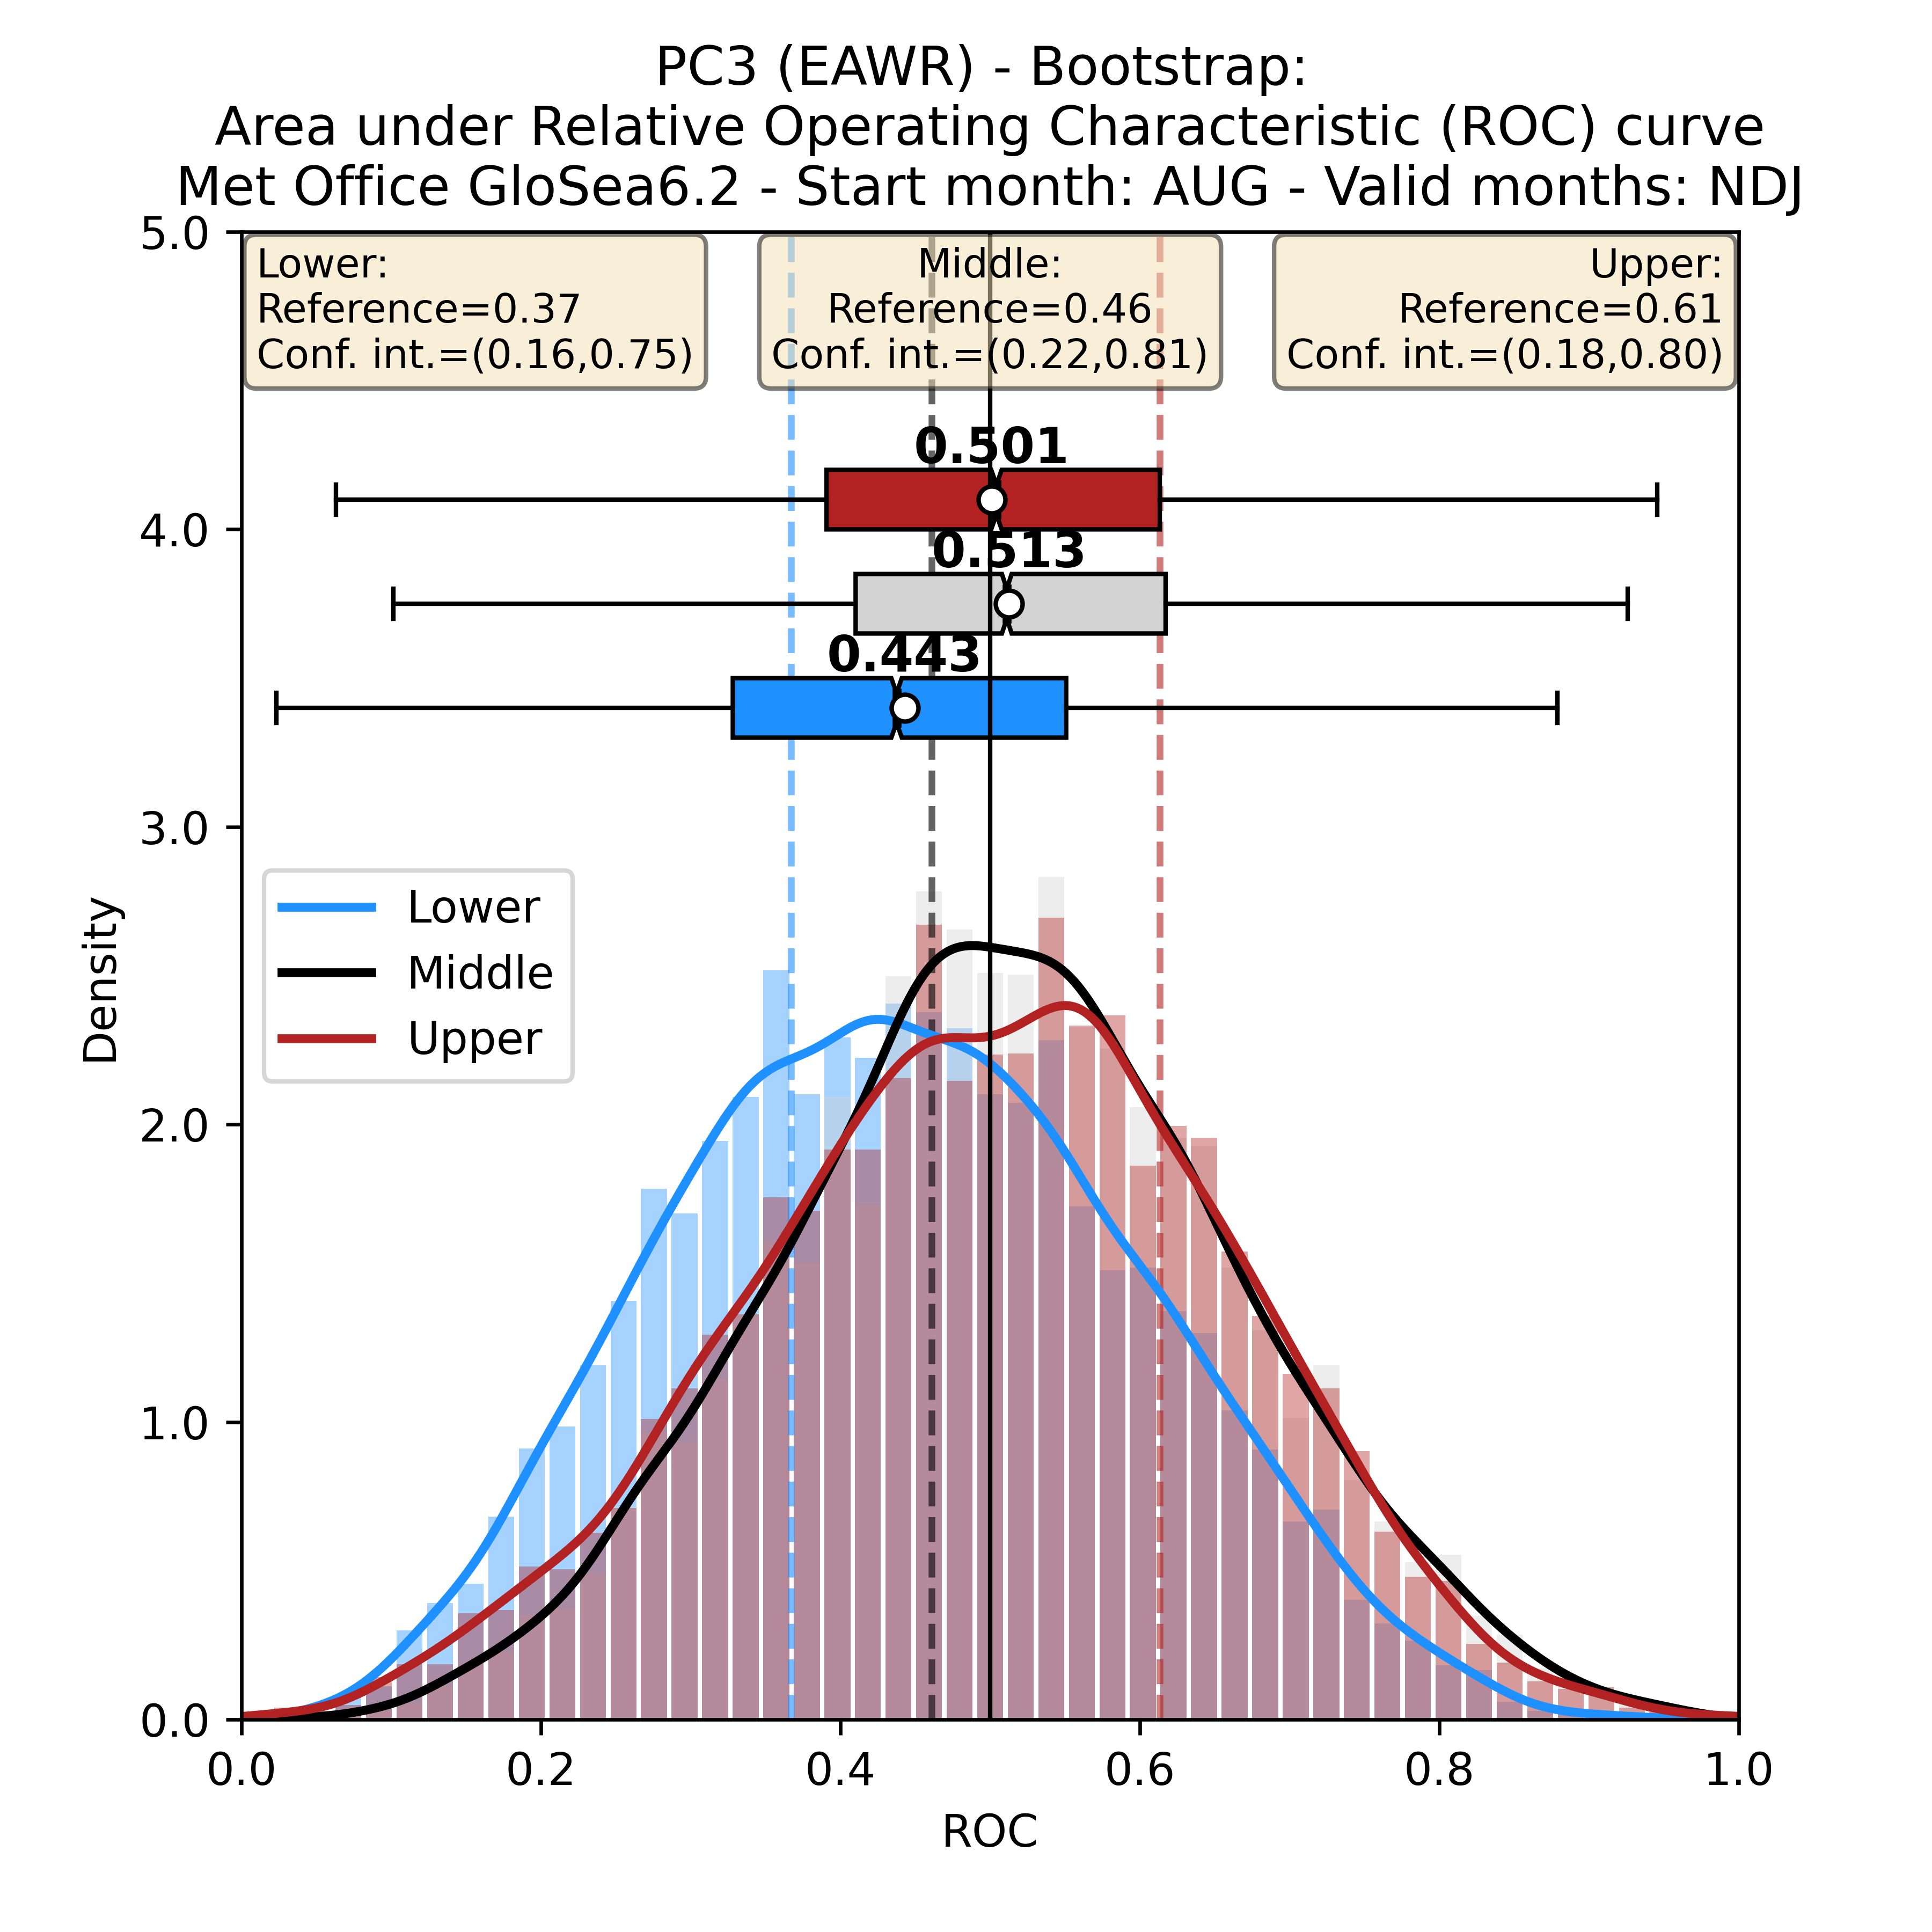 PC3 (EAWR) - Bootstrap:
Area under Relative Operating Characteristic (ROC) curve
Met Office GloSea6.2 - Start month: AUG - Valid months: NDJ
Lower:
Reference=0.37
Conf. int.=(0.16,0.75)
Middle:
Reference=0.46
Conf. int.=(0.22,0.81)
Upper:
Reference=0.61
Conf. int.=(0.18,0.80)
0.501
0.513
0.443
Lower
Middle
Upper
Density
5.0
4.0
3.0
2.0
1.0
0.0
0.0 0.2 0.4 0.6 0.8 1.0
ROC